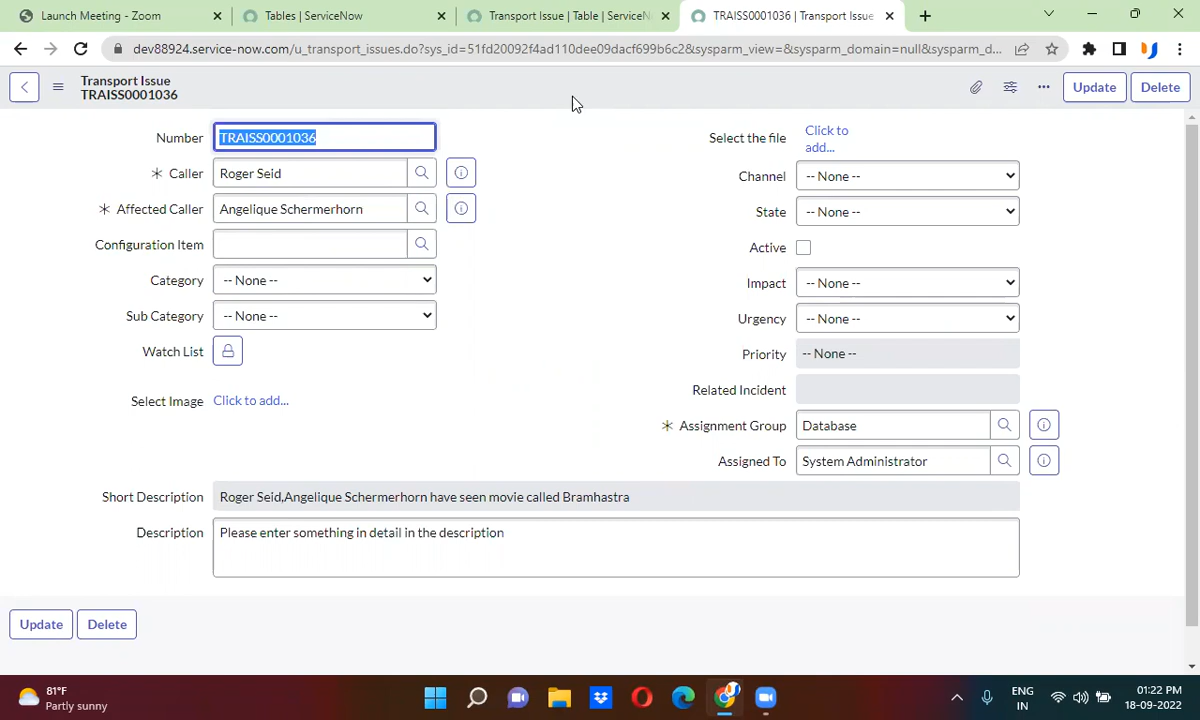 Launch Meeting - Zoom
Tables | ServiceNow
Transport Issue | Table | ServiceN
TRAISS0001036 | Transport Issue
dev88924.service-now.com/u_transport_issues.do?sys_id=51fd20092f4ad110dee09dacf699b6c2&sysparm_view=&sysparm_domain=null&sysparm_d...
Transport Issue
TRAISS0001036
Update
Delete
Number
TRAISS0001036
Caller
Roger Seid
Affected Caller
Angelique Schermerhorn
Configuration Item
Category
-- None --
Sub Category
-- None --
Watch List
Select Image
Click to add...
Select the file
Click to
add...
Channel
-- None --
State
-- None --
Active
Impact
-- None --
Urgency
-- None --
Priority
-- None --
Related Incident
Assignment Group
Database
Assigned To
System Administrator
Short Description
Roger Seid,Angelique Schermerhorn have seen movie called Bramhastra
Description
Please enter something in detail in the description
Update
Delete
81°F
Partly sunny
ENG
IN
01:22 PM
18-09-2022